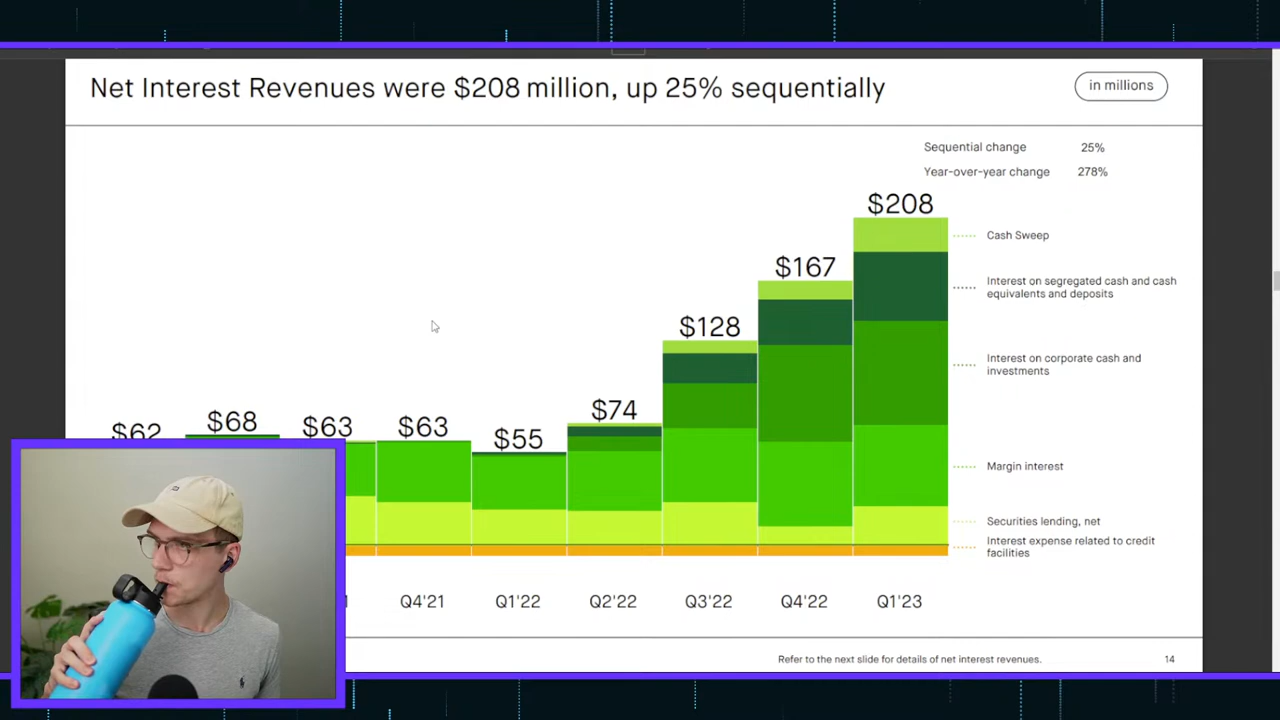 Net Interest Revenues were $208 million, up 25% sequentially
in millions
Sequential change 25%
Year-over-year change 278%
$62
$68
$63
$63
$55
$74
$128
$167
$208
Cash Sweep
Interest on segregated cash and cash
equivalents and deposits
Interest on corporate cash and
investments
Margin interest
Securities lending, net
Interest expense related to credit
facilities
Q4'21
Q1'22
Q2'22
Q3'22
Q4'22
Q1'23
Refer to the next slide for details of net interest revenues.
14